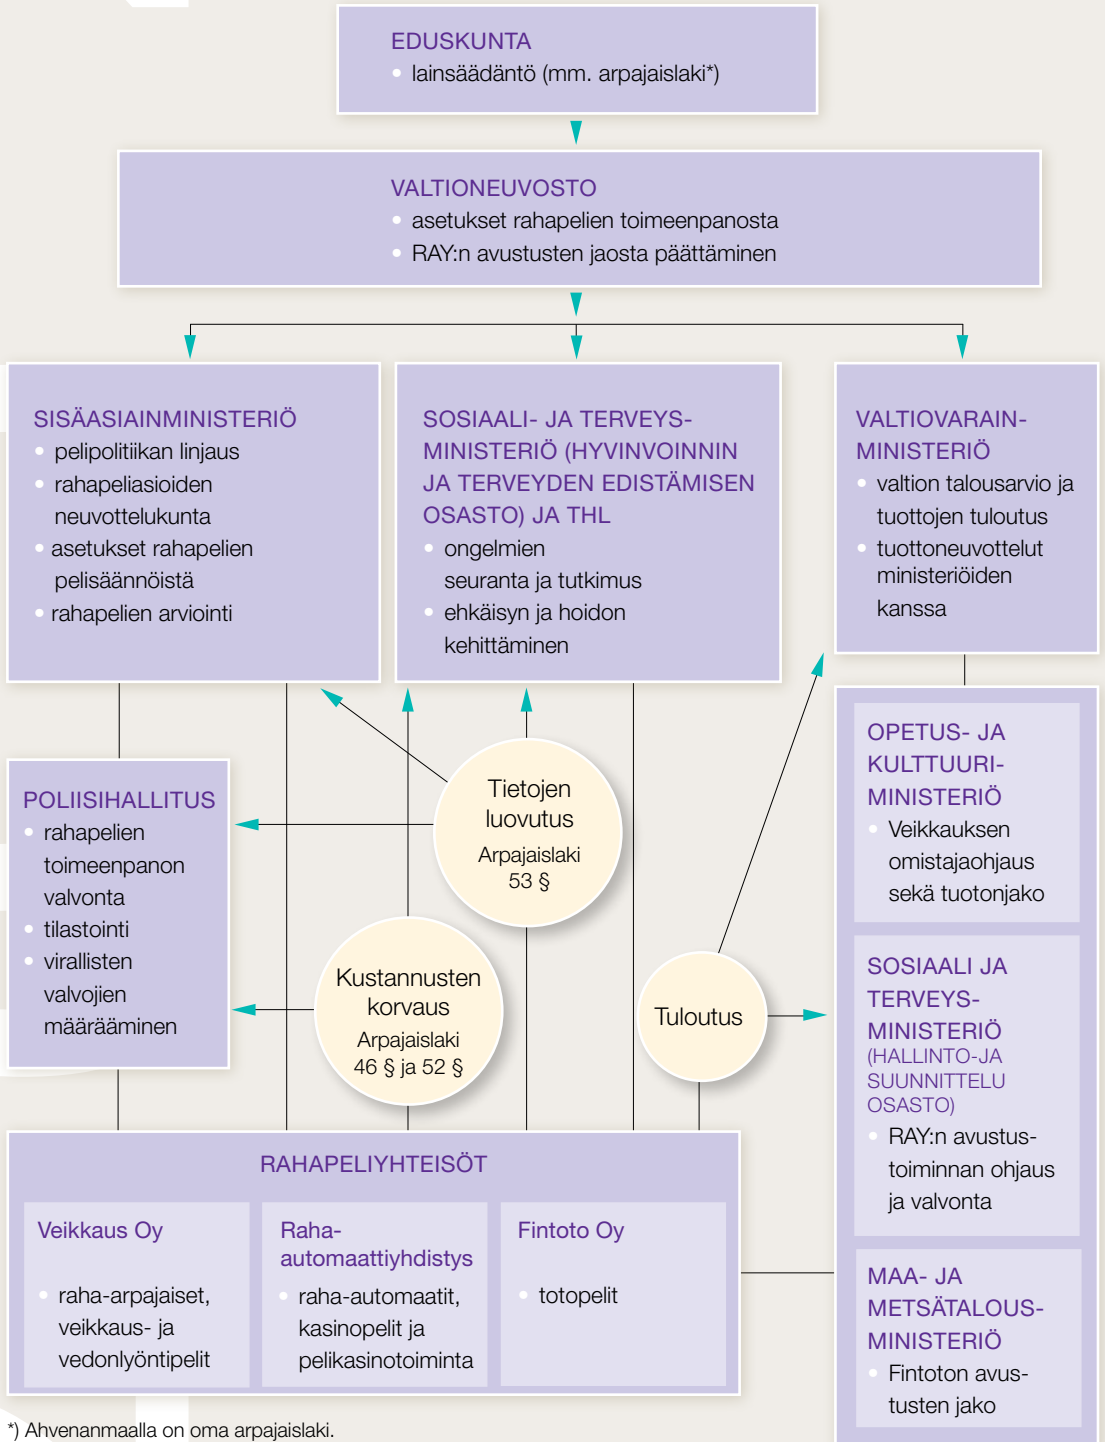 EDUSKUNTA
• lainsäädäntö (mm. arpajaislaki*)
VALTIONEUVOSTO
• asetukset rahapelien toimeenpanosta
• RAY:n avustusten jaosta päättäminen
SISÄASIAINMINISTERIÖ
• pelipolitiikan linjaus
• rahapeliasioiden
neuvottelukunta
• asetukset rahapelien
pelisäännöistä
• rahapelien arviointi
SOSIAALI- JA TERVEYS-
MINISTERIÖ (HYVINVOINNIN
JA TERVEYDEN EDISTÄMISEN
OSASTO) JA THL
• ongelmien
seuranta ja tutkimus
• ehkäisyn ja hoidon
kehittäminen
VALTIOVARAIN-
MINISTERIÖ
• valtion talousarvio ja
tuottojen tuloutus
• tuottoneuvottelut
ministeriöiden
kanssa
POLIISIHALLITUS
• rahapelien
toimeenpanon
valvonta
• tilastointi
• virallisten
valvojien
määrääminen
Tietojen
luovutus
Arpajaislaki
53 §
Kustannusten
korvaus
Arpajaislaki
46 § ja 52 §
Tuloutus
OPETUS- JA
KULTTUURI-
MINISTERIÖ
• Veikkauksen
omistajaohjaus
sekä tuotonjako
SOSIAALI JA
TERVEYS-
MINISTERIÖ
(HALLINTO-JA
SUUNNITTELU
OSASTO)
• RAY:n avustus-
toiminnan ohjaus
ja valvonta
MAA- JA
METSÄTALOUS-
MINISTERIÖ
• Fintoton avus-
tusten jako
RAHAPELIYHTEISÖT
Veikkaus Oy
• raha-arpajaiset,
veikkaus- ja
vedonlyöntipelit
Raha-
automaattiyhdistys
• raha-automaatit,
kasinopelit ja
pelikasinotoiminta
Fintoto Oy
• totopelit
*) Ahvenanmaalla on oma arpajaislaki.